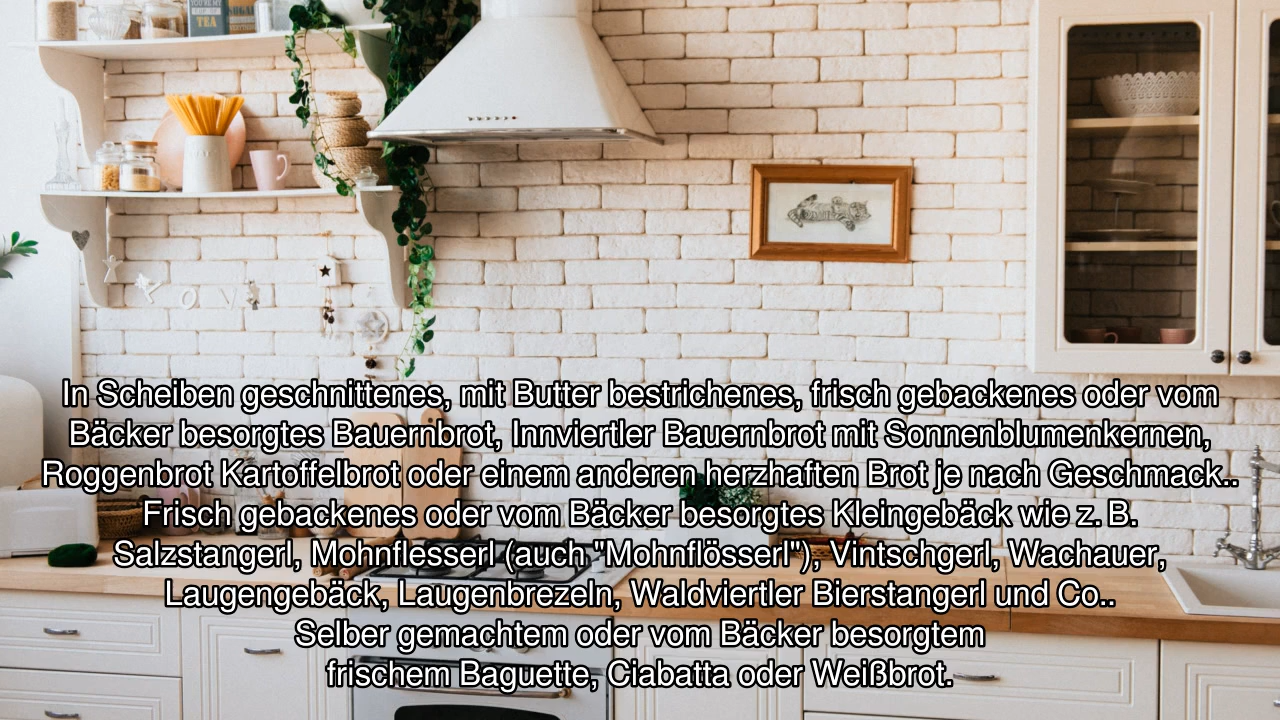 TEA
In Scheiben geschnittenes, mit Butter bestrichenes, frisch gebackenes oder vom
Bäcker besorgtes Bauernbrot, Innviertler Bauernbrot mit Sonnenblumenkernen,
Roggenbrot Kartoffelbrot oder einem anderen herzhaften Brot je nach Geschmack..
Frisch gebackenes oder vom Bäcker besorgtes Kleingebäck wie z. B.
Salzstangerl, Mohnflesserl (auch "Mohnflösserl"), Vintschgerl, Wachauer,
Laugengebäck, Laugenbrezeln, Waldviertler Bierstangerl und Co..
Selber gemachtem oder vom Bäcker besorgtem
frischem Baguette, Ciabatta oder Weißbrot.